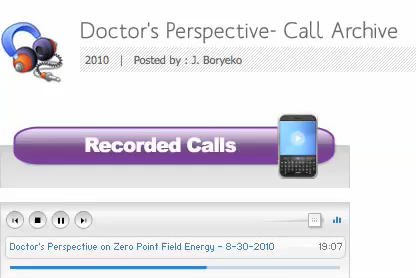 Doctor's Perspective- Call Archive
2010 | Posted by : J. Boryeko
Recorded Calls
Doctor's Perspective on Zero Point Field Energy - 8-30-2010 19:07